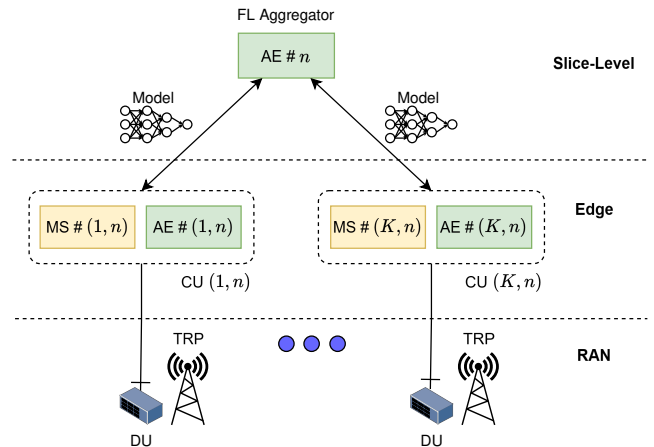 FL Aggregator
AE # n
Slice-Level
Model
Model
MS # (1, n)
AE # (1, n)
MS # (K, n)
AE # (K, n)
Edge
CU (1, n)
CU (K, n)
TRP
TRP
RAN
DU
DU